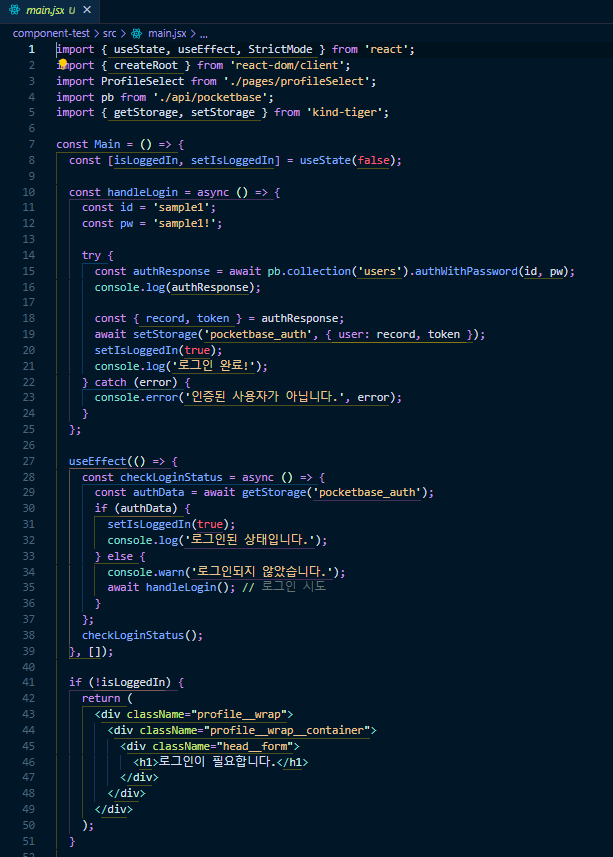 main.jsx U ×
component-test > src > main.jsx > ...
1 import { useState, useEffect, StrictMode } from 'react';
2 import { createRoot } from 'react-dom/client';
3 import ProfileSelect from './pages/profileSelect';
4 import pb from './api/pocketbase';
5 import { getStorage, setStorage } from 'kind-tiger';
6
7 const Main = () => {
8 const [isLoggedIn, setIsLoggedIn] = useState(false);
9
10 const handleLogin = async () => {
11 const id = 'sample1';
12 const pw = 'sample1!';
13
14 try {
15 const authResponse = await pb.collection('users').authWithPassword(id, pw);
16 console.log(authResponse);
17
18 const { record, token } = authResponse;
19 await setStorage('pocketbase_auth', { user: record, token });
20 setIsLoggedIn(true);
21 console.log('로그인 완료!');
22 } catch (error) {
23 console.error('인증된 사용자가 아닙니다.', error);
24 }
25 };
26
27 useEffect(() => {
28 const checkLoginStatus = async () => {
29 const authData = await getStorage('pocketbase_auth');
30 if (authData) {
31 setIsLoggedIn(true);
32 console.log('로그인된 상태입니다.');
33 } else {
34 console.warn('로그인되지 않았습니다.');
35 await handleLogin(); // 로그인 시도
36 }
37 };
38 checkLoginStatus();
39 }, []);
40
41 if (!isLoggedIn) {
42 return (
43 <div className="profile__wrap">
44 <div className="profile__wrap__container">
45 <div className="head__form">
46 <h1>로그인이 필요합니다.</h1>
47 </div>
48 </div>
49 </div>
50 );
51 }
52